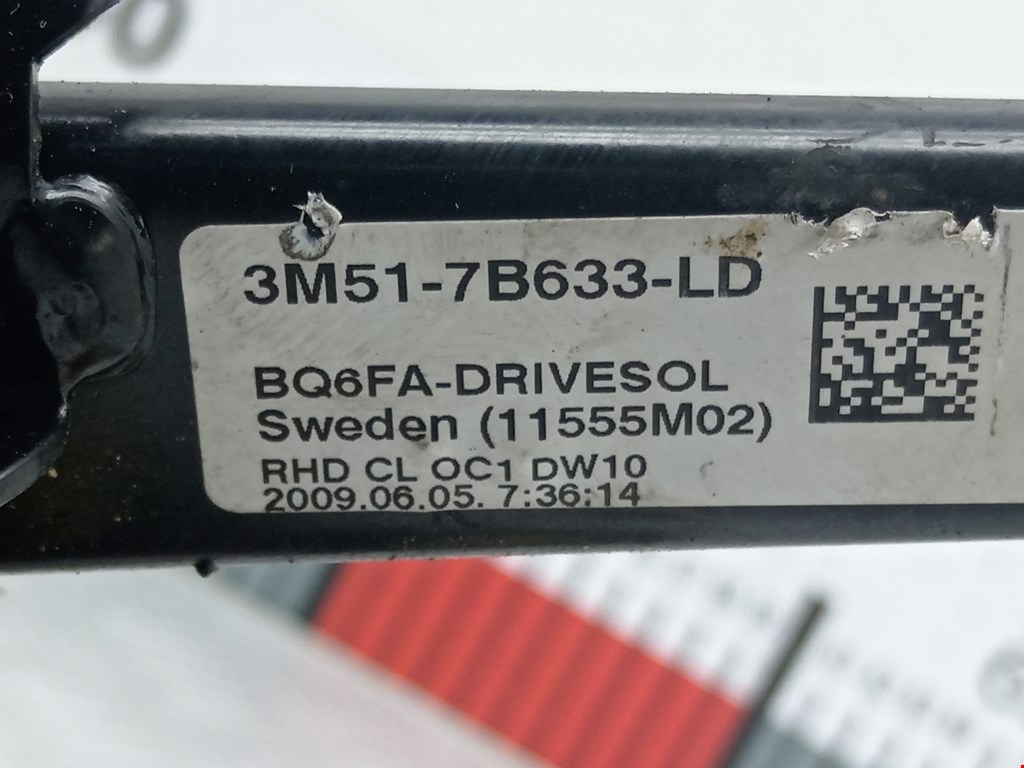 3M51-7B633-LD
BQ6FA-DRIVESOL
Sweden (11555M02)
RHD CL OC1 DW10
2009.06.05. 7:36:14